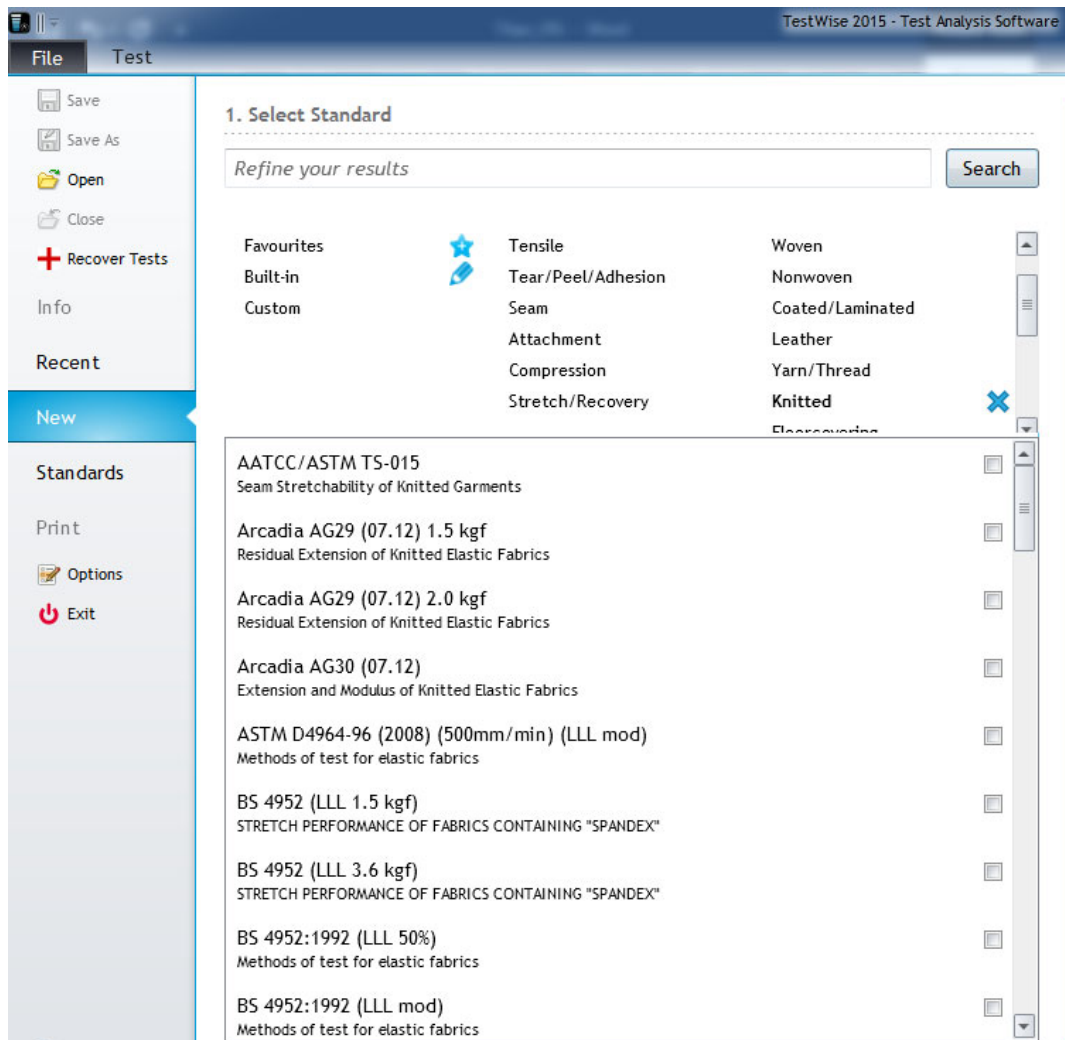 TestWise 2015 - Test Analysis Software
File
Test
Save
Save As
Open
Close
Recover Tests
Info
Recent
New
Standards
Print
Options
Exit
1. Select Standard
Refine your results
Search
Favourites
Built-in
Custom
Tensile
Tear/Peel/Adhesion
Seam
Attachment
Compression
Stretch/Recovery
Woven
Nonwoven
Coated/Laminated
Leather
Yarn/Thread
Knitted
Floorcovering
AATCC/ASTM TS-015
Seam Stretchability of Knitted Garments
Arcadia AG29 (07.12) 1.5 kgf
Residual Extension of Knitted Elastic Fabrics
Arcadia AG29 (07.12) 2.0 kgf
Residual Extension of Knitted Elastic Fabrics
Arcadia AG30 (07.12)
Extension and Modulus of Knitted Elastic Fabrics
ASTM D4964-96 (2008) (500mm/min) (LLL mod)
Methods of test for elastic fabrics
BS 4952 (LLL 1.5 kgf)
STRETCH PERFORMANCE OF FABRICS CONTAINING "SPANDEX"
BS 4952 (LLL 3.6 kgf)
STRETCH PERFORMANCE OF FABRICS CONTAINING "SPANDEX"
BS 4952:1992 (LLL 50%)
Methods of test for elastic fabrics
BS 4952:1992 (LLL mod)
Methods of test for elastic fabrics